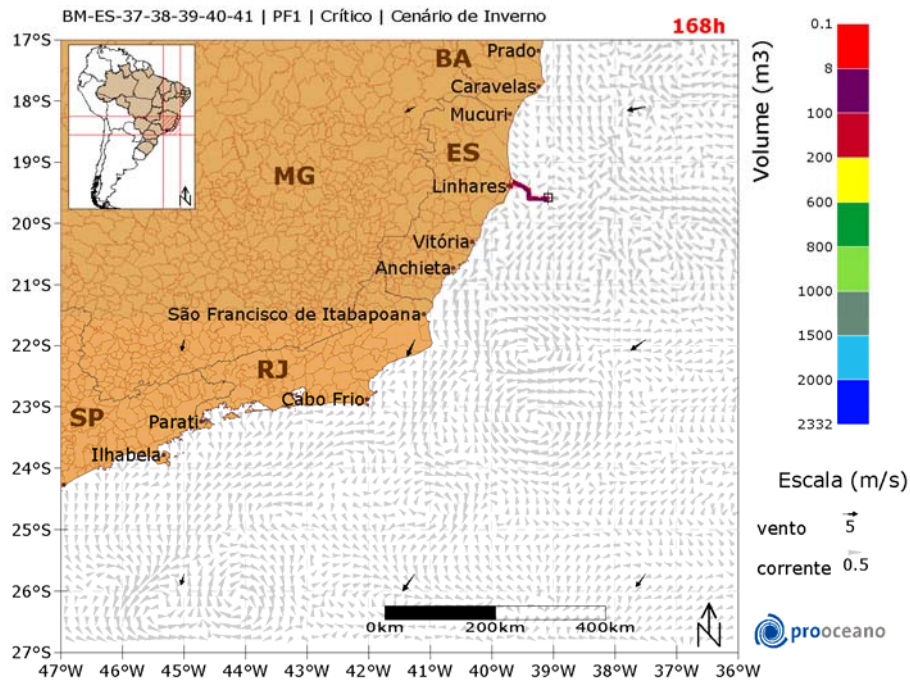 BM-ES-37-38-39-40-41 | PF1 | Crítico | Cenário de Inverno
168h
17°S
18°S
19°S
20°S
21°S
22°S
23°S
24°S
25°S
26°S
27°S
47°W 46°W 45°W 44°W 43°W 42°W 41°W 40°W 39°W 38°W 37°W 36°W
BA
Prado
Caravelas
Mucuri
ES
MG
Linhares
Vitória
Anchieta
São Francisco de Itabapoana
RJ
Cabo Frio
SP
Parati
Ilhabela
N
N
0km 200km 400km
Volume (m3)
0.1
8
100
200
600
800
1000
1500
2000
2332
Escala (m/s)
vento 5
corrente 0.5
prooceano